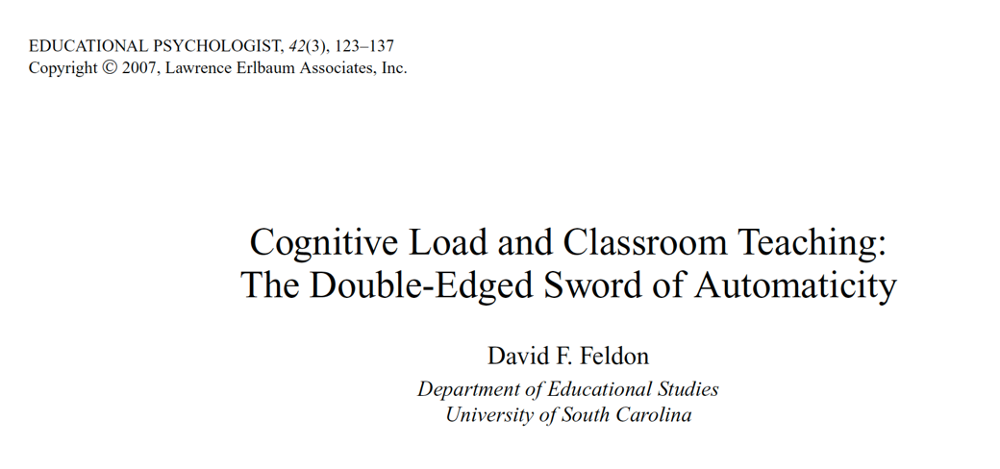 EDUCATIONAL PSYCHOLOGIST, 42(3), 123–137
Copyright © 2007, Lawrence Erlbaum Associates, Inc.
Cognitive Load and Classroom Teaching:
The Double-Edged Sword of Automaticity
David F. Feldon
Department of Educational Studies
University of South Carolina